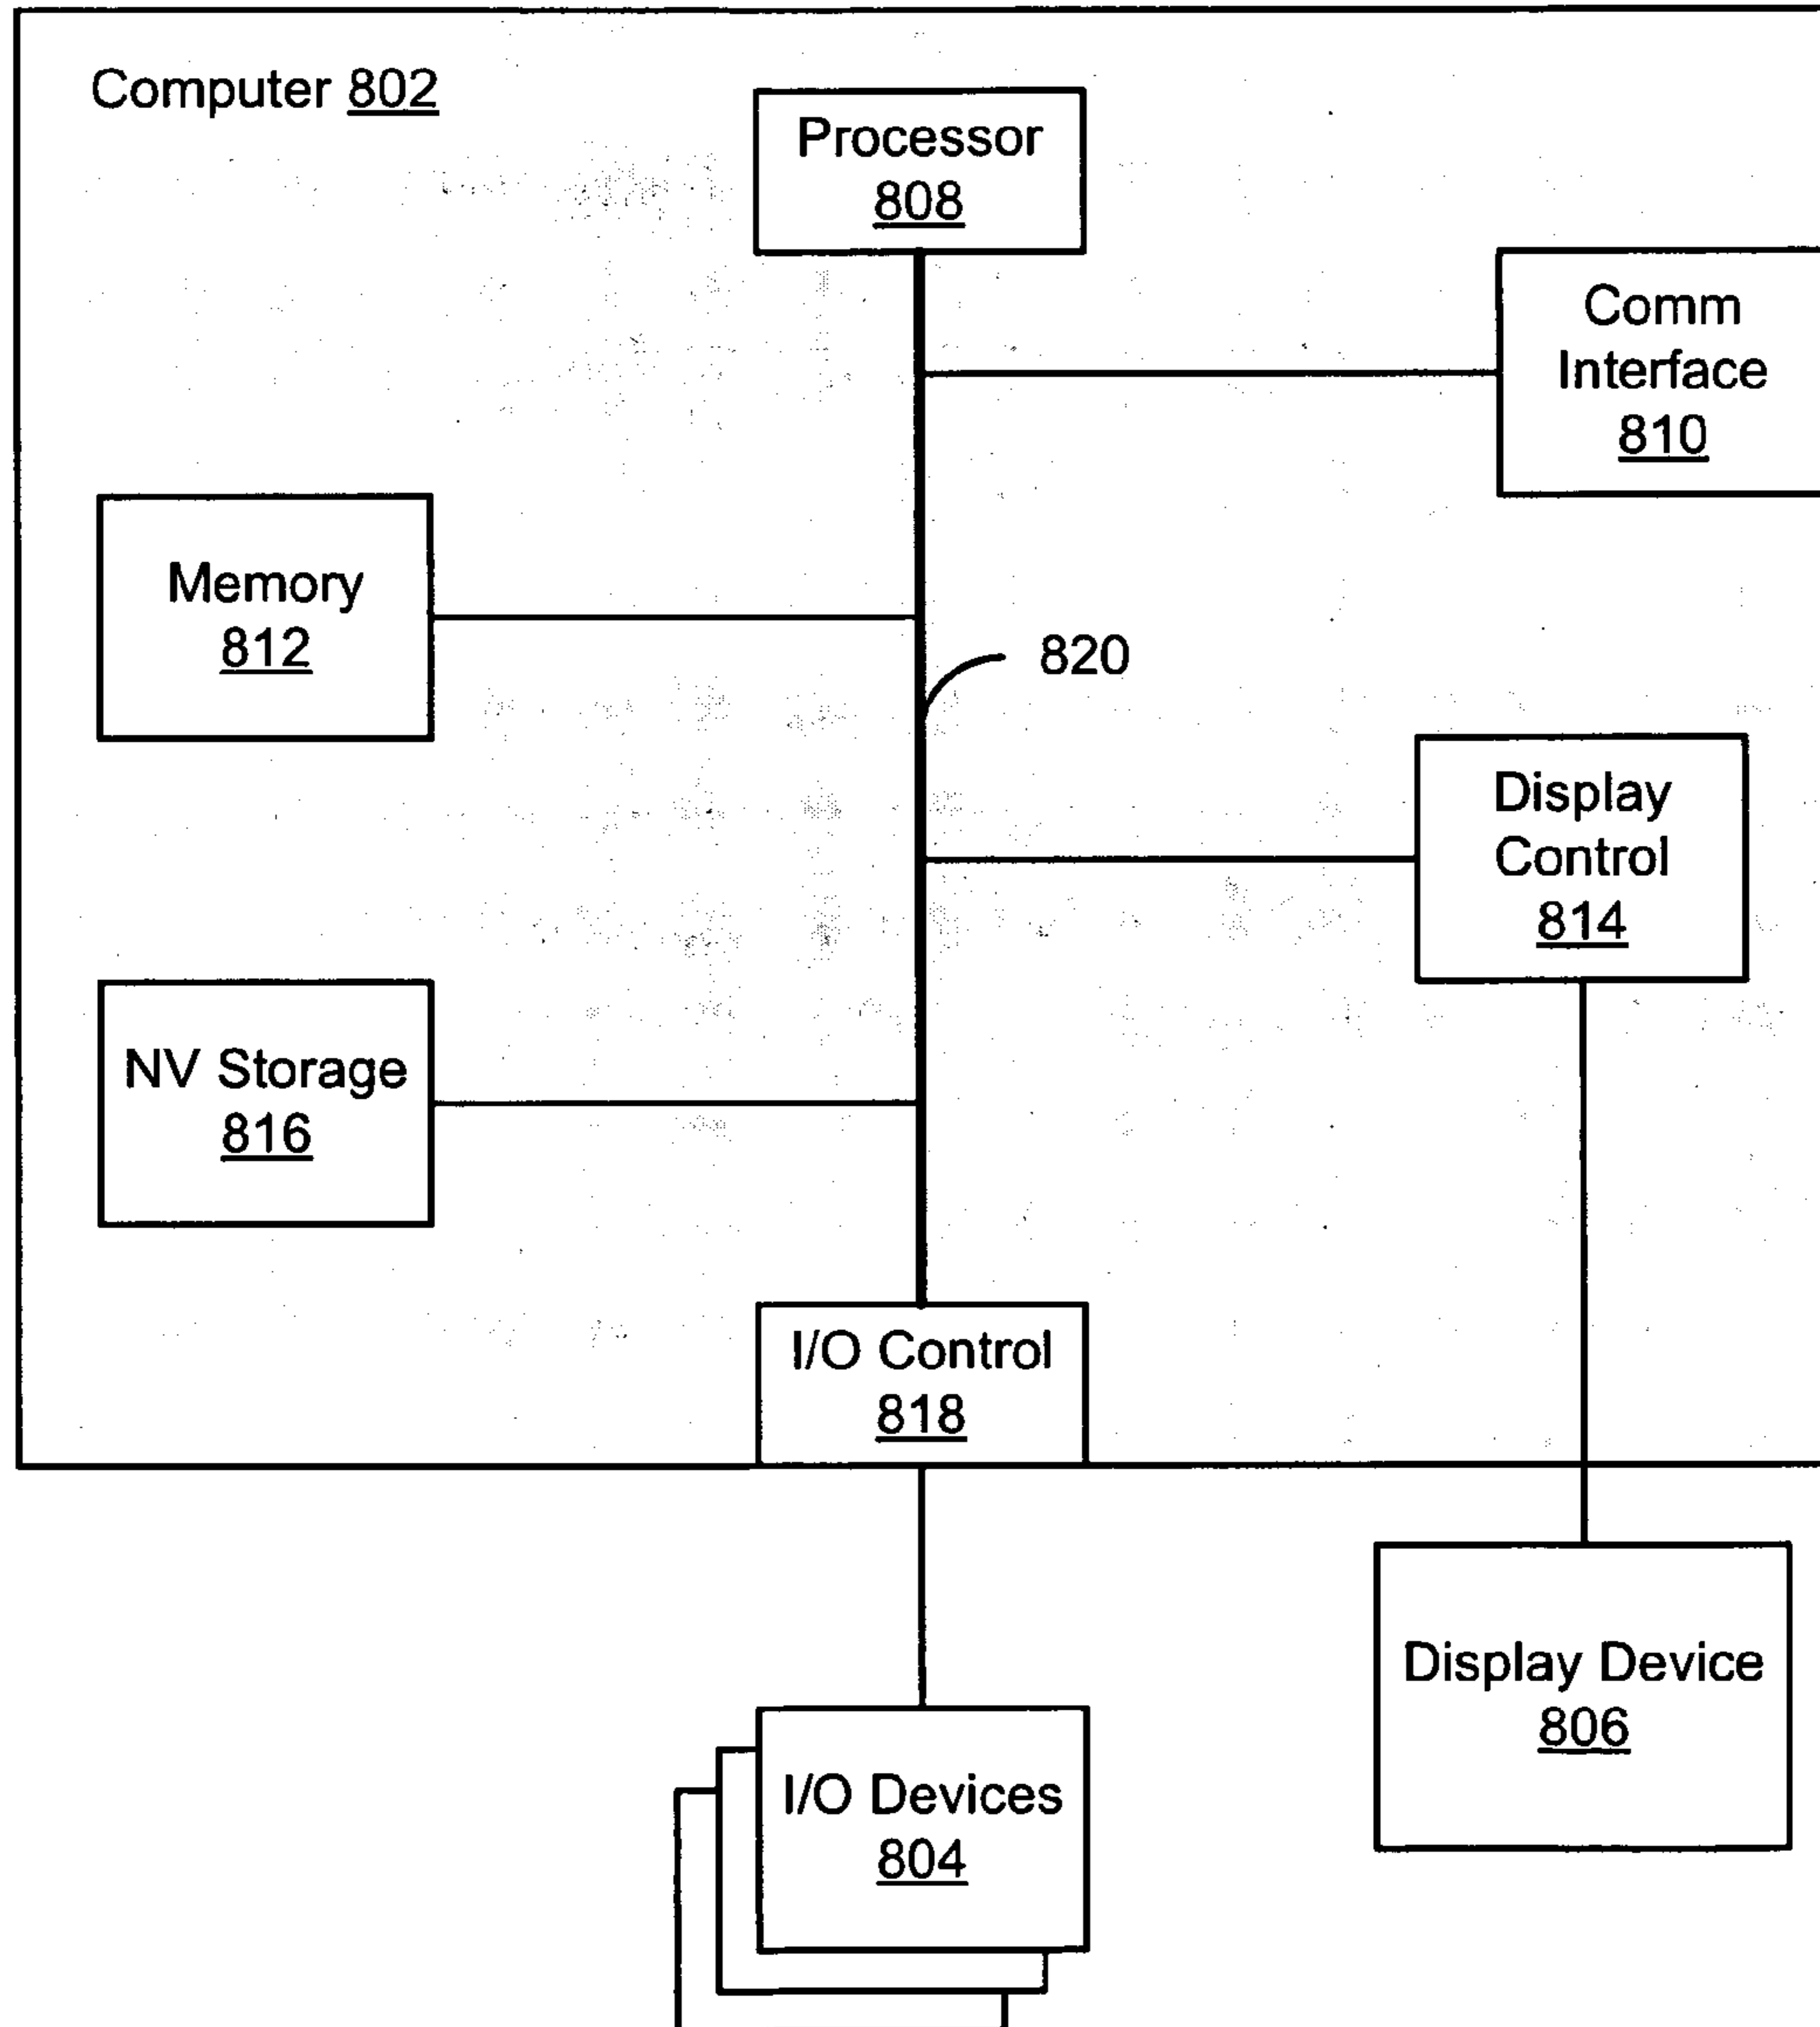 Computer 802
Processor
808
Comm
Interface
810
Memory
812
820
Display
Control
814
NV Storage
816
I/O Control
818
Display Device
806
I/O Devices
804